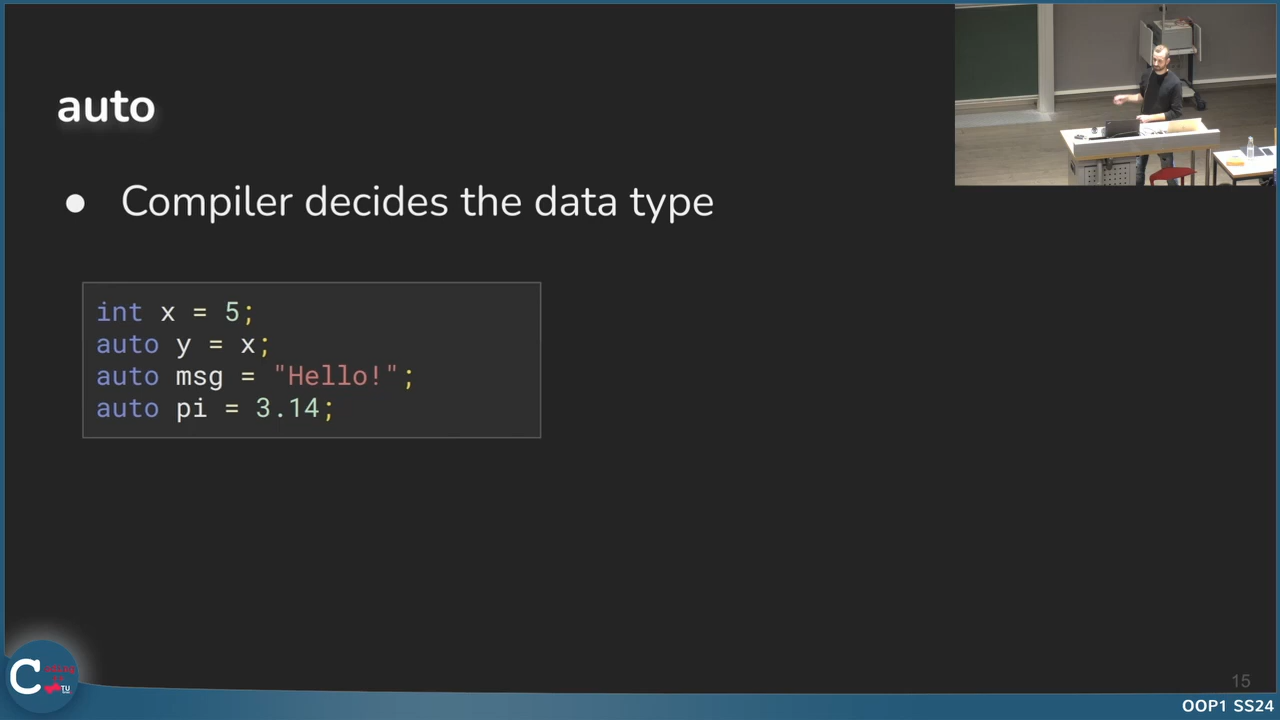 auto
● Compiler decides the data type
int x = 5;
auto y = x;
auto msg = "Hello!";
auto pi = 3.14;
15
C
TU
OOP1 SS24